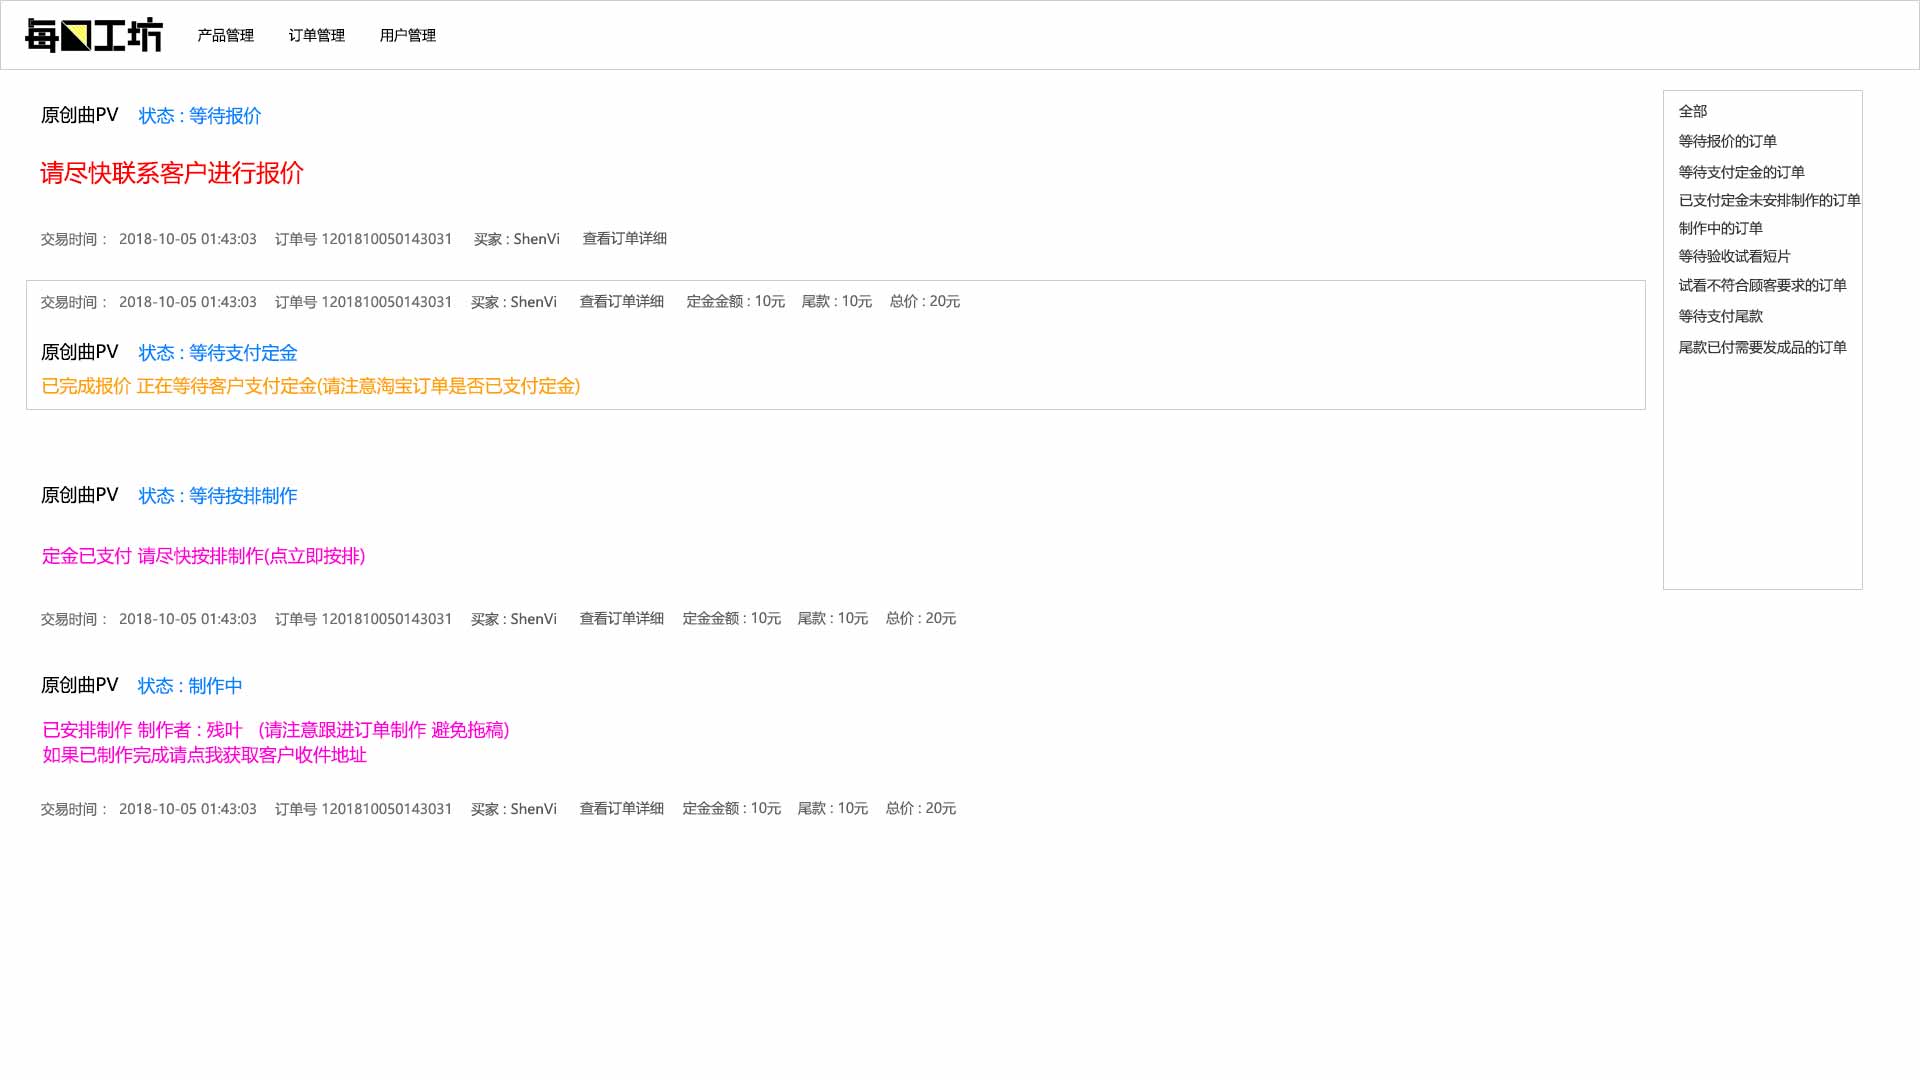 每日工坊 产品管理 订单管理 用户管理
原创曲PV 状态 : 等待报价
请尽快联系客户进行报价
交易时间 : 2018-10-05 01:43:03 订单号 1201810050143031 买家 : ShenVi 查看订单详细
交易时间 : 2018-10-05 01:43:03 订单号 1201810050143031 买家 : ShenVi 查看订单详细 定金金额 : 10元 尾款 : 10元 总价 : 20元
原创曲PV 状态 : 等待支付定金
已完成报价 正在等待客户支付定金(请注意淘宝订单是否已支付定金)
原创曲PV 状态 : 等待按排制作
定金已支付 请尽快按排制作(点立即按排)
交易时间 : 2018-10-05 01:43:03 订单号 1201810050143031 买家 : ShenVi 查看订单详细 定金金额 : 10元 尾款 : 10元 总价 : 20元
原创曲PV 状态 : 制作中
已安排制作 制作者 : 残叶 (请注意跟进订单制作 避免拖稿)
如果已制作完成请点我获取客户收件地址
交易时间 : 2018-10-05 01:43:03 订单号 1201810050143031 买家 : ShenVi 查看订单详细 定金金额 : 10元 尾款 : 10元 总价 : 20元
全部
等待报价的订单
等待支付定金的订单
已支付定金未安排制作的订单
制作中的订单
等待验收试看短片
试看不符合顾客要求的订单
等待支付尾款
尾款已付需要发成品的订单